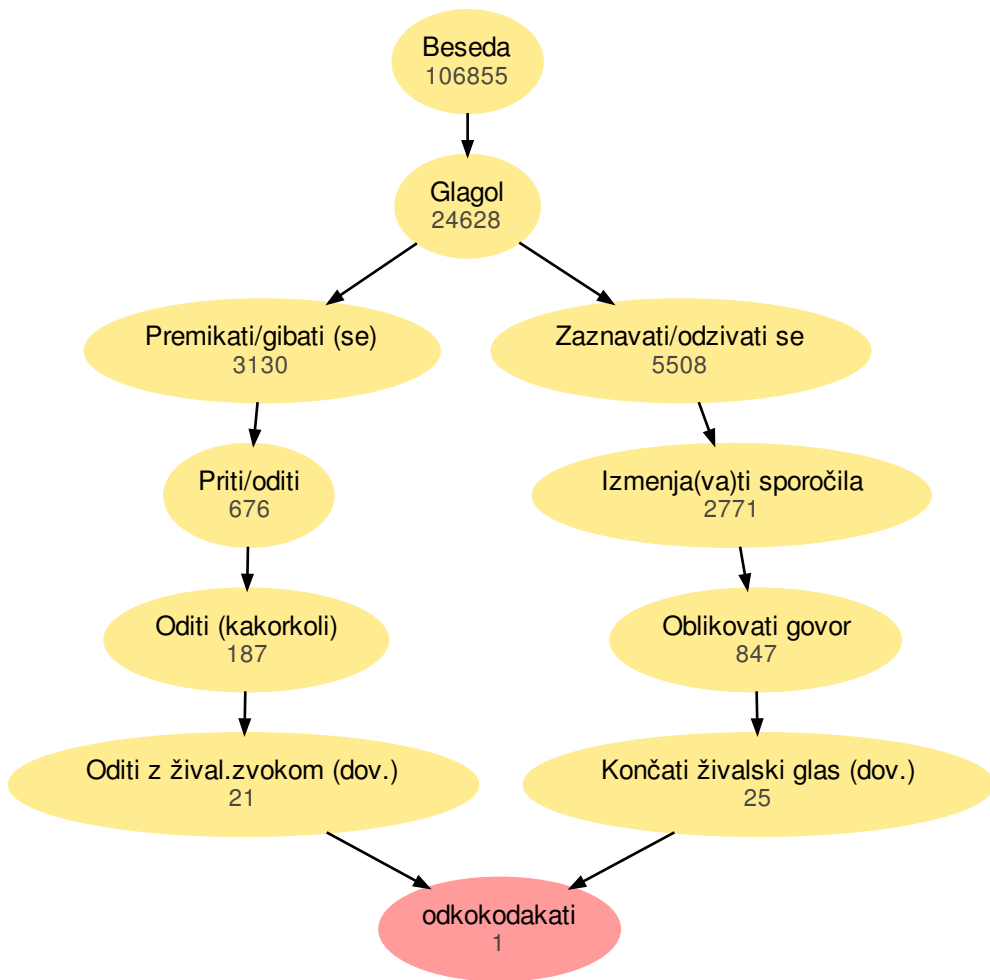 Beseda
106855
Glagol
24628
Premikati/gibati (se)
3130
Zaznavati/odzivati se
5508
Priti/oditi
676
Izmenja(va)ti sporočila
2771
Oditi (kakorkoli)
187
Oblikovati govor
847
Oditi z žival.zvokom (dov.)
21
Končati živalski glas (dov.)
25
odkokodakati
1